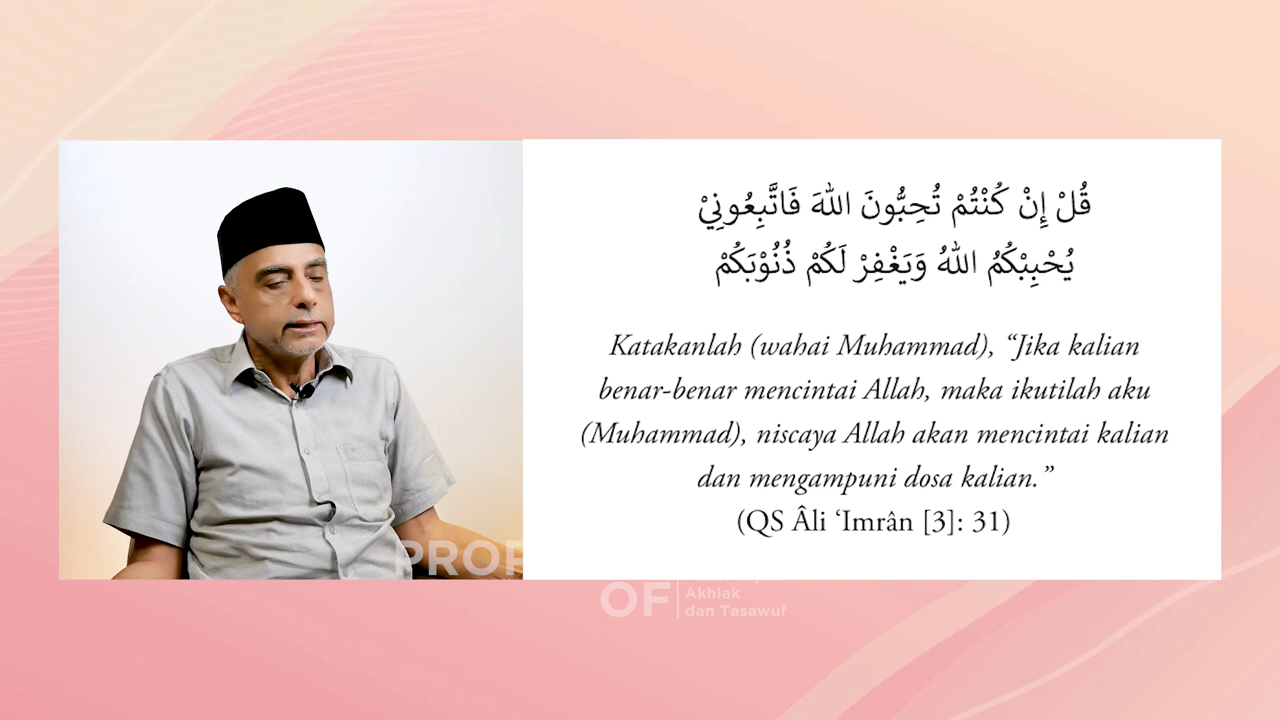 قُلْ إِنْ كُنْتُمْ تُحِبُّونَ اللهَ فَاتَّبِعُونِيْ
يُحْبِبْكُمُ اللهُ وَيَغْفِرْ لَكُمْ ذُنُوْبَكُمْ
Katakanlah (wahai Muhammad), “Jika kalian
benar-benar mencintai Allah, maka ikutilah aku
(Muhammad), niscaya Allah akan mencintai kalian
dan mengampuni dosa kalian.”
(QS Âli ‘Imrân [3]: 31)
OF
Akhlak
dan Tasawuf